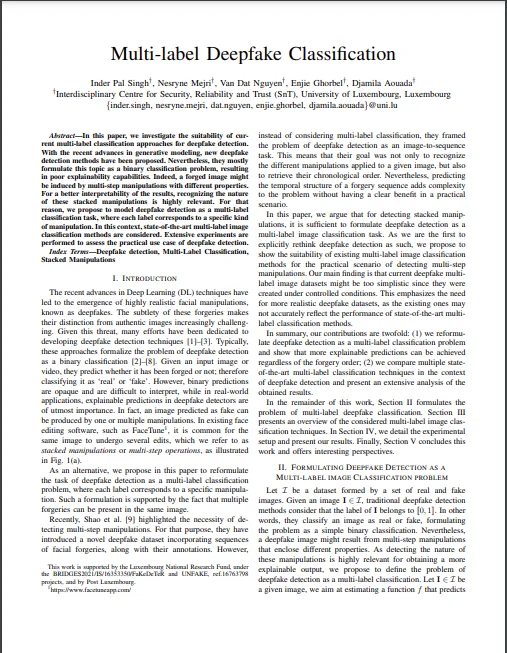 Multi-label Deepfake Classification
Inder Pal Singh†, Nesryne Mejri†, Van Dat Nguyen†, Enjie Ghorbel†, Djamila Aouada†
†Interdisciplinary Centre for Security, Reliability and Trust (SnT), University of Luxembourg, Luxembourg
{inder.singh, nesryne.mejri, dat.nguyen, enjie.ghorbel, djamila.aouada}@uni.lu
Abstract—In this paper, we investigate the suitability of cur-
rent multi-label classification approaches for deepfake detection.
With the recent advances in generative modeling, new deepfake
detection methods have been proposed. Nevertheless, they mostly
formulate this topic as a binary classification problem, resulting
in poor explainability capabilities. Indeed, a forged image might
be induced by multi-step manipulations with different properties.
For a better interpretability of the results, recognizing the nature
of these stacked manipulations is highly relevant. For that
reason, we propose to model deepfake detection as a multi-label
classification task, where each label corresponds to a specific kind
of manipulation. In this context, state-of-the-art multi-label image
classification methods are considered. Extensive experiments are
performed to assess the practical use case of deepfake detection.
Index Terms—Deepfake detection, Multi-Label Classification,
Stacked Manipulations
I. INTRODUCTION
The recent advances in Deep Learning (DL) techniques have
led to the emergence of highly realistic facial manipulations,
known as deepfakes. The subtlety of these forgeries makes
their distinction from authentic images increasingly challeng-
ing. Given this threat, many efforts have been dedicated to
developing deepfake detection techniques [1]–[3]. Typically,
these approaches formalize the problem of deepfake detection
as a binary classification [2]–[8]. Given an input image or
video, they predict whether it has been forged or not; therefore
classifying it as 'real' or 'fake'. However, binary predictions
are opaque and are difficult to interpret, while in real-world
applications, explainable predictions in deepfake detectors are
of utmost importance. In fact, an image predicted as fake can
be produced by one or multiple manipulations. In existing face
editing software, such as FaceTune¹, it is common for the
same image to undergo several edits, which we refer to as
stacked manipulations or multi-step operations, as illustrated
in Fig. 1(a).
As an alternative, we propose in this paper to reformulate
the task of deepfake detection as a multi-label classification
problem, where each label corresponds to a specific manipula-
tion. Such a formulation is supported by the fact that multiple
forgeries can be present in the same image.
Recently, Shao et al. [9] highlighted the necessity of de-
tecting multi-step manipulations. For that purpose, they have
introduced a novel deepfake dataset incorporating sequences
of facial forgeries, along with their annotations. However,
This work is supported by the Luxembourg National Research Fund, under
the BRIDGES2021/IS/16353350/FaKeDeTeR and UNFAKE, ref.16763798
projects, and by Post Luxembourg.
¹https://www.facetuneapp.com/
instead of considering multi-label classification, they framed
the problem of deepfake detection as an image-to-sequence
task. This means that their goal was not only to recognize
the different manipulations applied to a given image, but also
to retrieve their chronological order. Nevertheless, predicting
the temporal structure of a forgery sequence adds complexity
to the problem without having a clear benefit in a practical
scenario.
In this paper, we argue that for detecting stacked manip-
ulations, it is sufficient to formulate deepfake detection as a
multi-label image classification task. As we are the first to
explicitly rethink deepfake detection as such, we propose to
show the suitability of existing multi-label image classification
methods for the practical scenario of detecting multi-step
manipulations. Our main finding is that current deepfake multi-
label image datasets might be too simplistic since they were
created under controlled conditions. This emphasizes the need
for more realistic deepfake datasets, as the existing ones may
not accurately reflect the performance of state-of-the-art multi-
label classification methods.
In summary, our contributions are twofold: (1) we reformu-
late deepfake detection as a multi-label classification problem
and show that more explainable predictions can be achieved
regardless of the forgery order; (2) we compare multiple state-
of-the-art multi-label classification techniques in the context
of deepfake detection and present an extensive analysis of the
obtained results.
In the remainder of this work, Section II formulates the
problem of multi-label deepfake classification. Section III
presents an overview of the considered multi-label image clas-
sification techniques. In Section IV, we detail the experimental
setup and present our results. Finally, Section V concludes this
work and offers interesting perspectives.
II. FORMULATING DEEPFAKE DETECTION AS A
MULTI-LABEL IMAGE CLASSIFICATION PROBLEM
Let I be a dataset formed by a set of real and fake
images. Given an image I ∈ I, traditional deepfake detection
methods consider that the label of I belongs to [0, 1]. In other
words, they classify an image as real or fake, formulating
the problem as a simple binary classification. Nevertheless,
a deepfake image might result from multi-step manipulations
that enclose different properties. As detecting the nature of
these manipulations is highly relevant for obtaining a more
explainable output, we propose to define the problem of
deepfake detection as a multi-label classification. Let I ∈ I be
a given image, we aim at estimating a function f that predicts